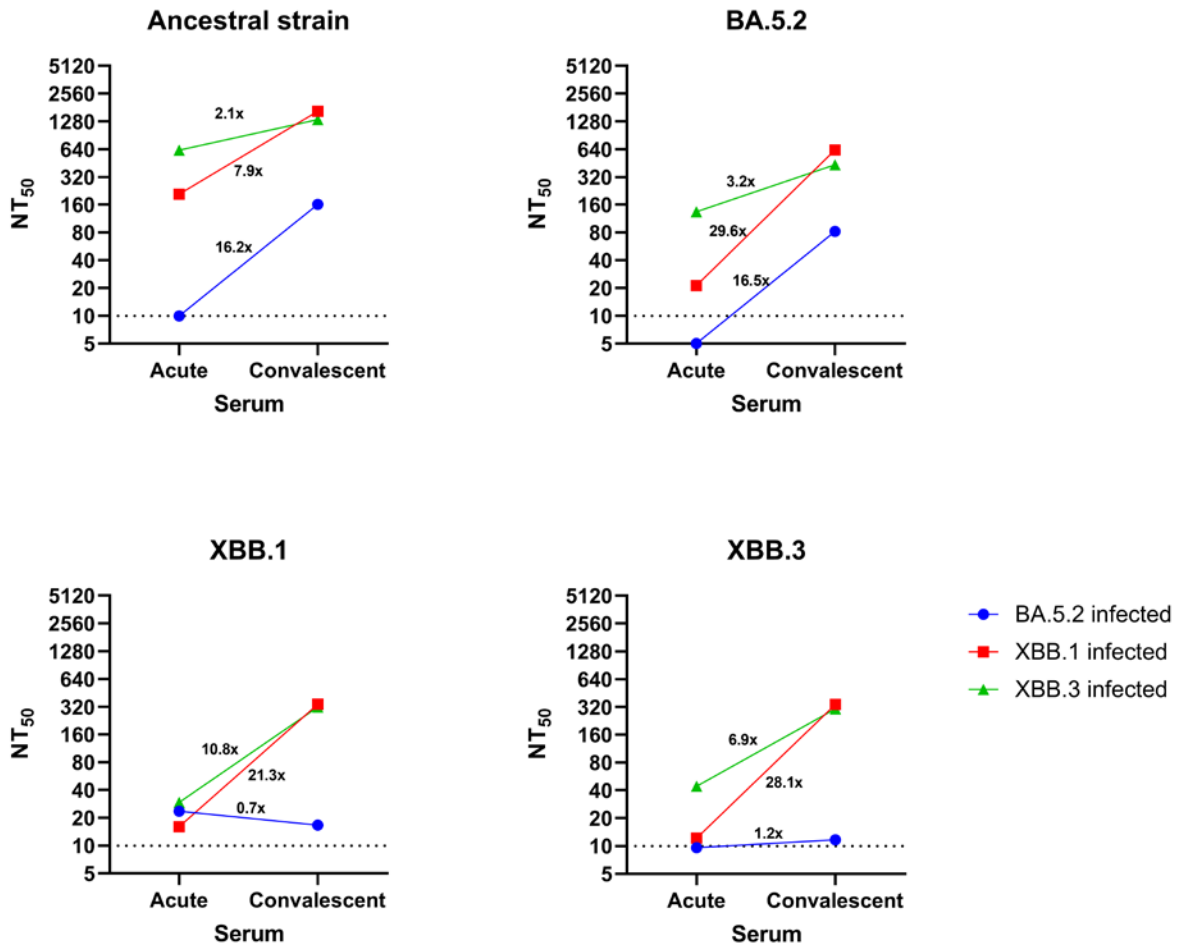 Ancestral strain
NT50
5120
2560
1280
640
320
160
80
40
20
10
5
2.1x
7.9x
16.2x
Acute Convalescent
Serum
BA.5.2
NT50
5120
2560
1280
640
320
160
80
40
20
10
5
3.2x
29.6x
16.5x
Acute Convalescent
Serum
XBB.1
NT50
5120
2560
1280
640
320
160
80
40
20
10
5
10.8x
21.3x
0.7x
Acute Convalescent
Serum
XBB.3
NT50
5120
2560
1280
640
320
160
80
40
20
10
5
6.9x
28.1x
1.2x
Acute Convalescent
Serum
BA.5.2 infected
XBB.1 infected
XBB.3 infected